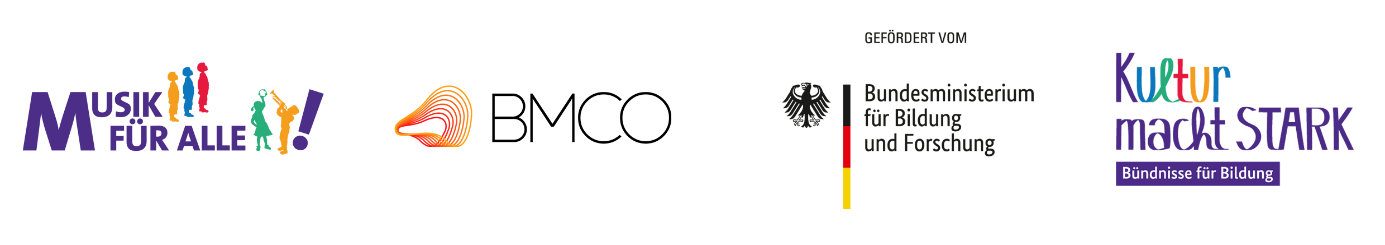 MUSIK
FÜR ALLE!
BMCO
GEFÖRDERT VOM
Bundesministerium
für Bildung
und Forschung
Kultur
macht STARK
Bündnisse für Bildung